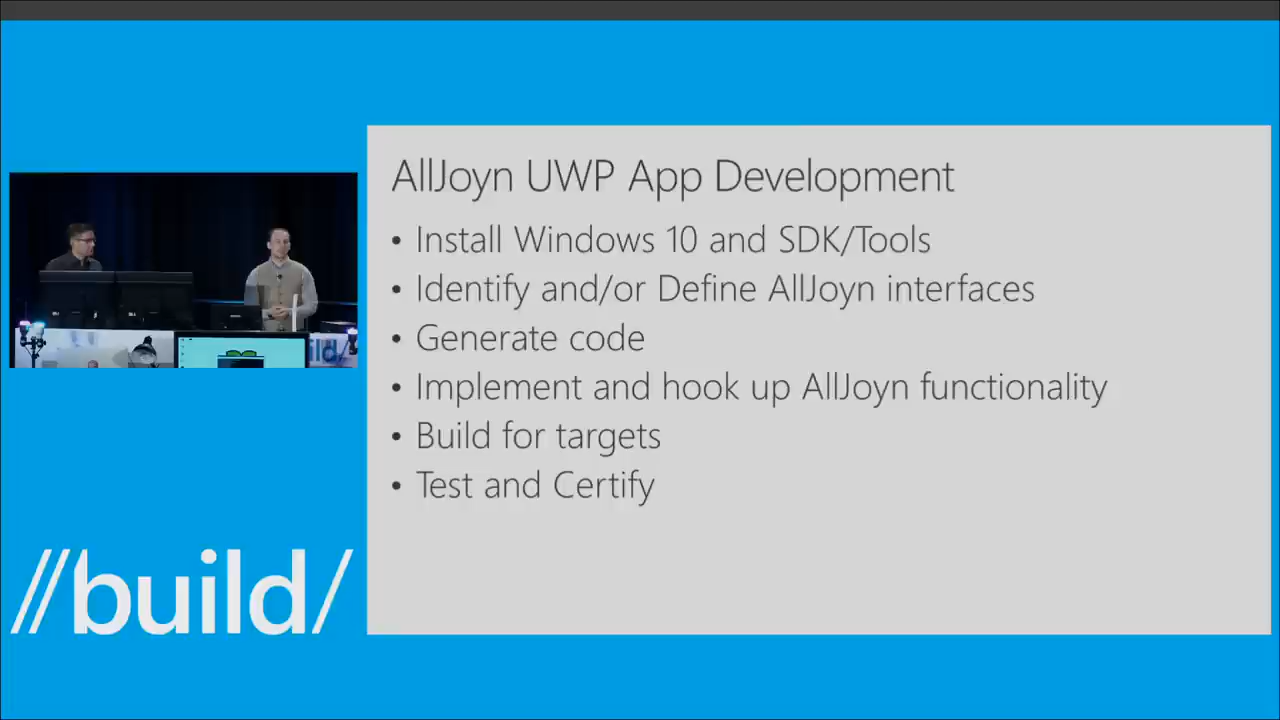 AllJoyn UWP App Development
• Install Windows 10 and SDK/Tools
• Identify and/or Define AllJoyn interfaces
• Generate code
• Implement and hook up AllJoyn functionality
• Build for targets
• Test and Certify
ild/
//build/